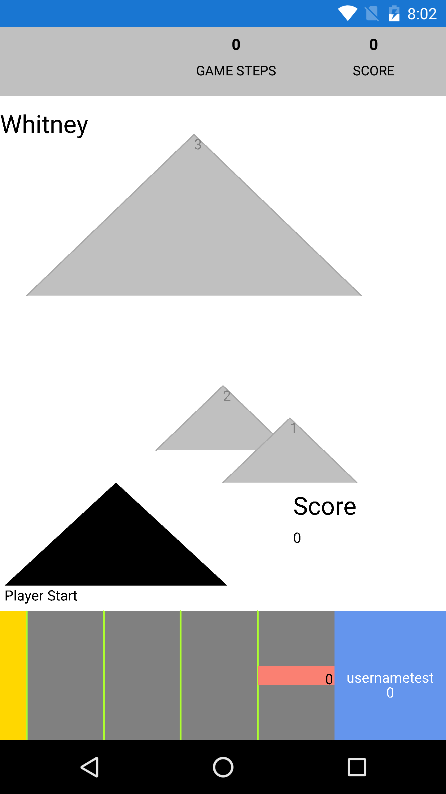 8:02
0 0
GAME STEPS SCORE
Whitney
3
2
1
Score
0
Player Start
0
usernametest
0